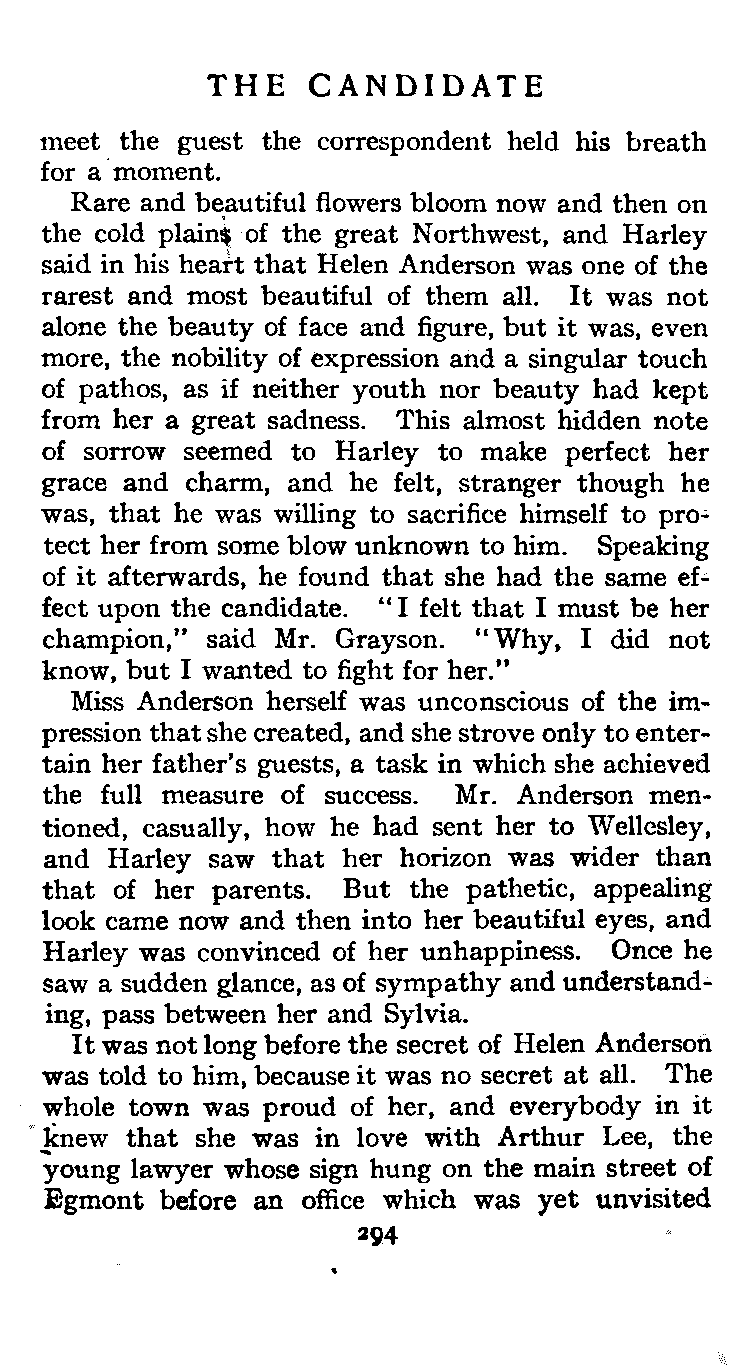 THE CANDIDATE
meet the guest the correspondent held his breath
for a moment.
Rare and beautiful flowers bloom now and then on
the cold plains of the great Northwest, and Harley
said in his heart that Helen Anderson was one of the
rarest and most beautiful of them all. It was not
alone the beauty of face and figure, but it was, even
more, the nobility of expression and a singular touch
of pathos, as if neither youth nor beauty had kept
from her a great sadness. This almost hidden note
of sorrow seemed to Harley to make perfect her
grace and charm, and he felt, stranger though he
was, that he was willing to sacrifice himself to pro-
tect her from some blow unknown to him. Speaking
of it afterwards, he found that she had the same ef-
fect upon the candidate. "I felt that I must be her
champion," said Mr. Grayson. "Why, I did not
know, but I wanted to fight for her."
Miss Anderson herself was unconscious of the im-
pression that she created, and she strove only to enter-
tain her father's guests, a task in which she achieved
the full measure of success. Mr. Anderson men-
tioned, casually, how he had sent her to Wellesley,
and Harley saw that her horizon was wider than
that of her parents. But the pathetic, appealing
look came now and then into her beautiful eyes, and
Harley was convinced of her unhappiness. Once he
saw a sudden glance, as of sympathy and understand-
ing, pass between her and Sylvia.
It was not long before the secret of Helen Anderson
was told to him, because it was no secret at all. The
whole town was proud of her, and everybody in it
knew that she was in love with Arthur Lee, the
young lawyer whose sign hung on the main street of
Egmont before an office which was yet unvisited
294